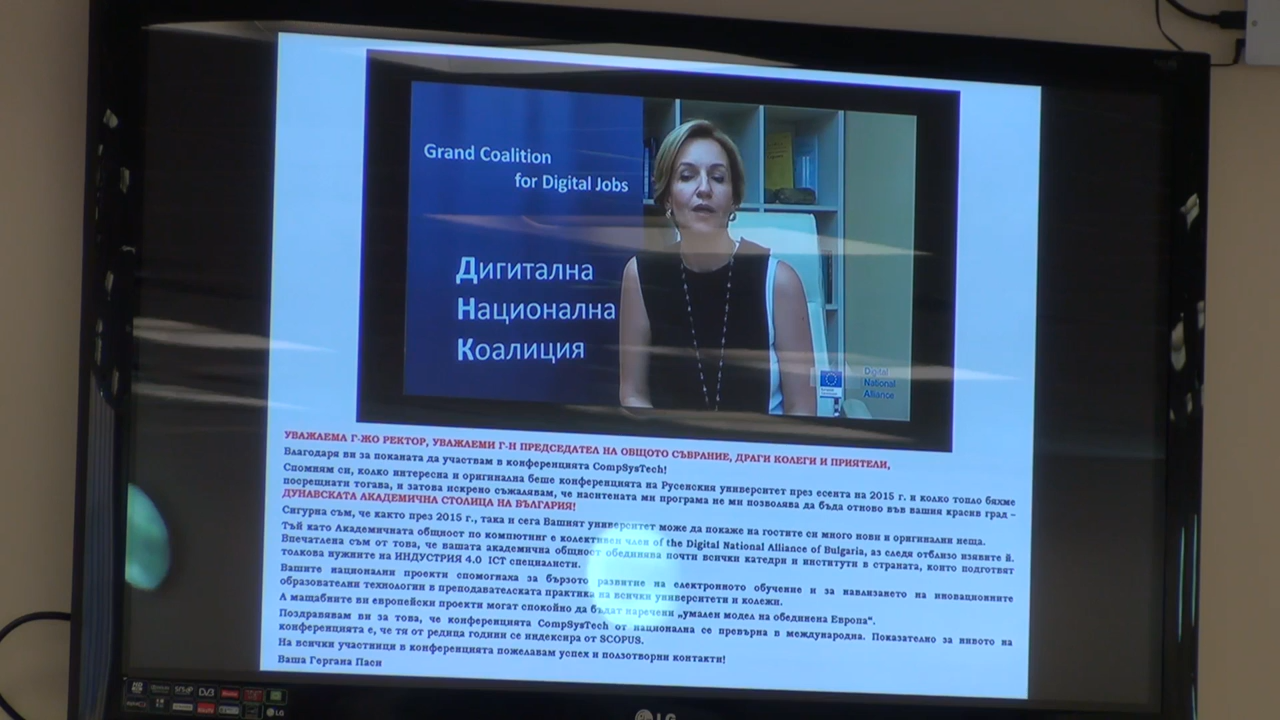 Grand Coalition
for Digital Jobs
Дигитална
Национална
Коалиция
Digital
National
Alliance
УВАЖАЕМА Г-ЖО РЕКТОР, УВАЖАЕМИ Г-Н ПРЕДСЕДАТЕЛ НА ОБЩОТО СЪБРАНИЕ, ДРАГИ КОЛЕГИ И ПРИЯТЕЛИ,
Благодаря ви за поканата да участвам в конференцията CompSysTech!
Спомням си, колко интересна и оригинална беше конференцията на Русенския университет през есента на 2015 г. и колко топло бяхме
посрещнати тогава, и затова искрено съжалявам, че наситената ми програма не ми позволява да бъда отново във вашия красив град –
ДУНАВСКАТА АКАДЕМИЧНА СТОЛИЦА НА БЪЛГАРИЯ!
Сигурна съм, че както през 2015 г., така и сега Вашият университет може да покаже на гостите си много нови и оригинални неща.
Тъй като Академичната общност по компютинг е колективен член of the Digital National Alliance of Bulgaria, аз следя отблизо изявите й.
Впечатлена съм от това, че вашата академична общност обединява почти всички катедри и институти в страната, които подготвят
толкова нужните на ИНДУСТРИЯ 4.0 ICT специалисти.
Вашите национални проекти спомогнаха за бързото развитие на електронното обучение и за навлизането на иновационните
образователни технологии в преподавателската практика на всички университети и колежи.
А мащабните ви европейски проекти могат спокойно да бъдат наречени „умален модел на обединена Европа“.
Поздравявам ви за това, че конференцията CompSysTech от национална се превърна в международна. Показателно за нивото на
конференцията е, че тя от редица години се индексира от SCOPUS.
На всички участници в конференцията пожелавам успех и ползотворни контакти!
Ваша Гергана Паси
DVB
LG
LG